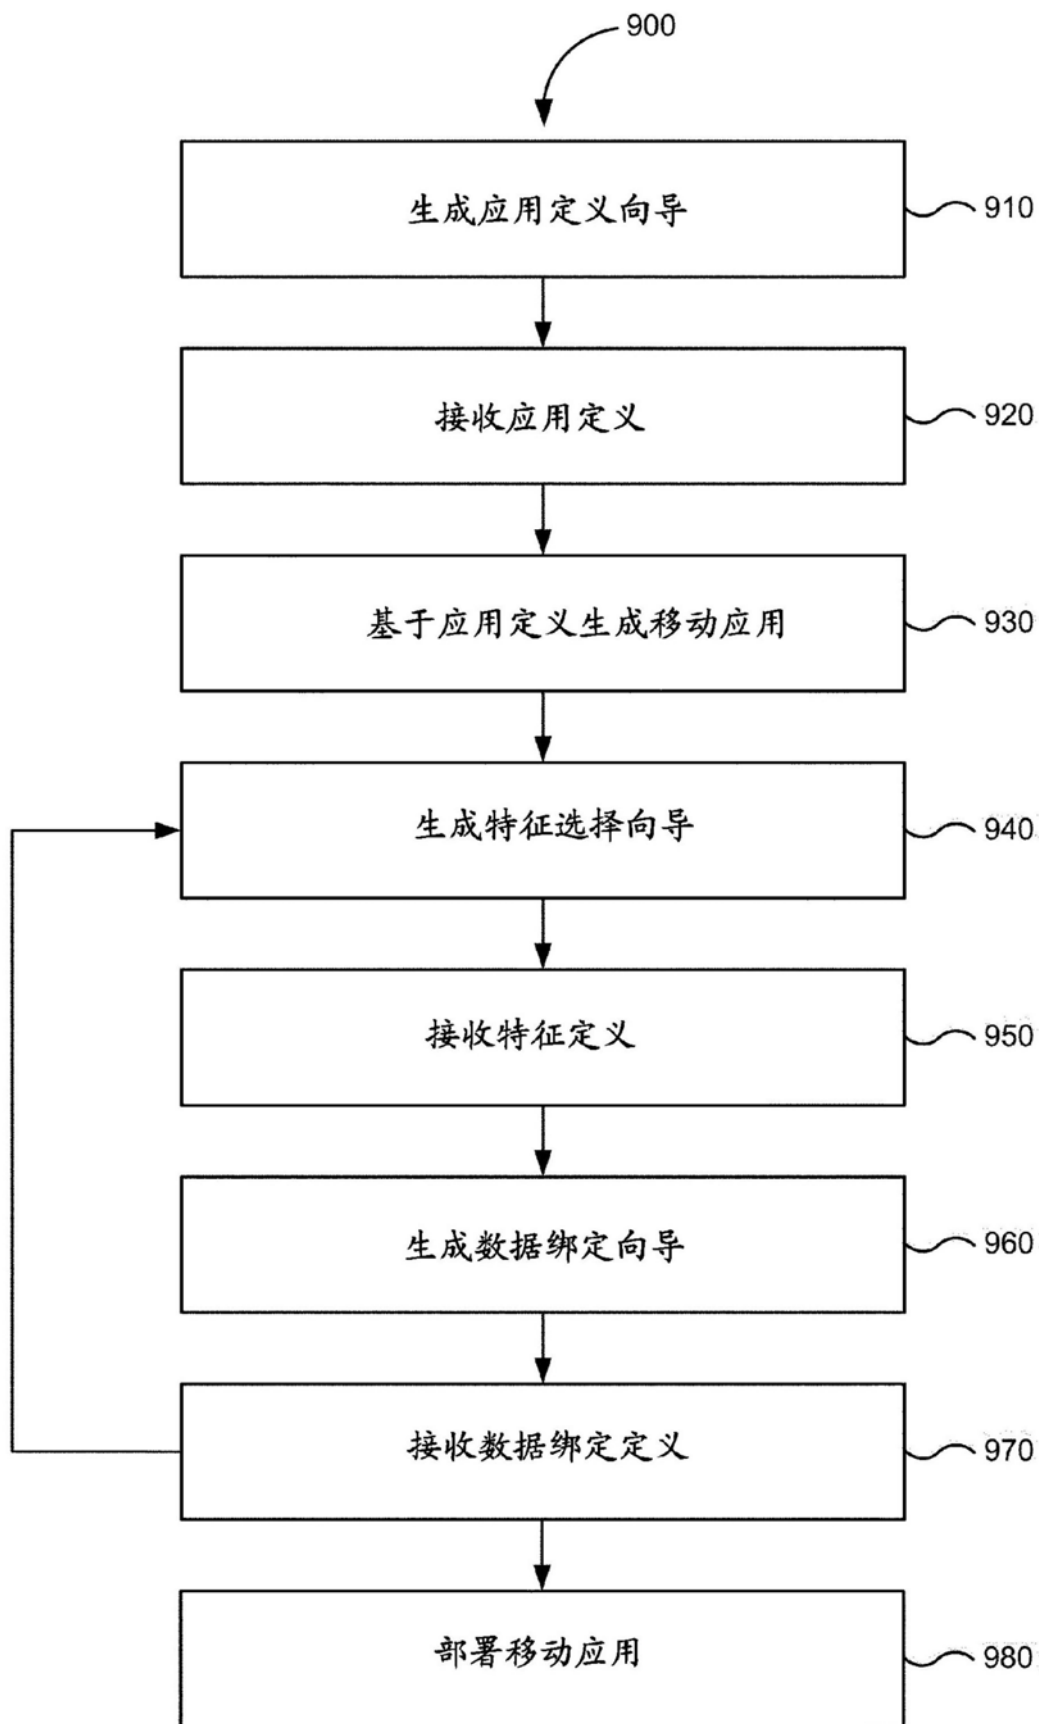 900
生成应用定义向导
910
接收应用定义
920
基于应用定义生成移动应用
930
生成特征选择向导
940
接收特征定义
950
生成数据绑定向导
960
接收数据绑定定义
970
部署移动应用
980